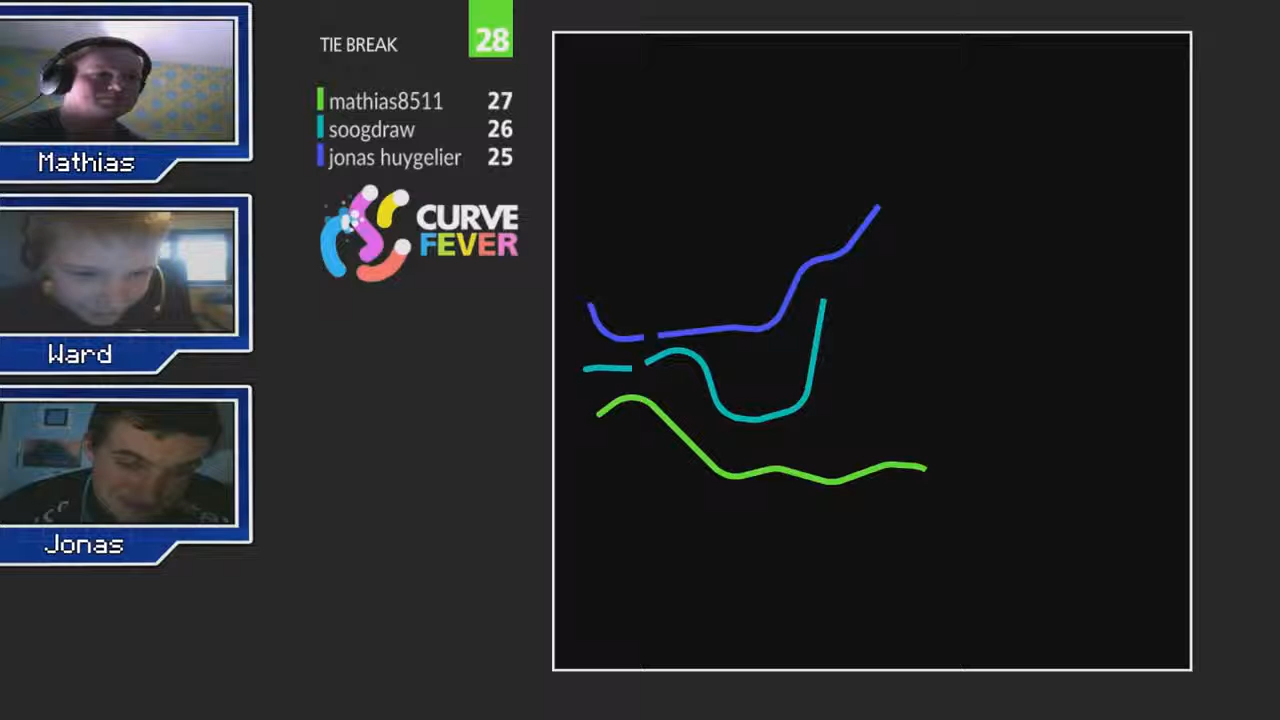 Mathias
Ward
Jonas
TIE BREAK 28
mathias8511 27
soogdraw 26
jonas huygelier 25
CURVE
FEVER